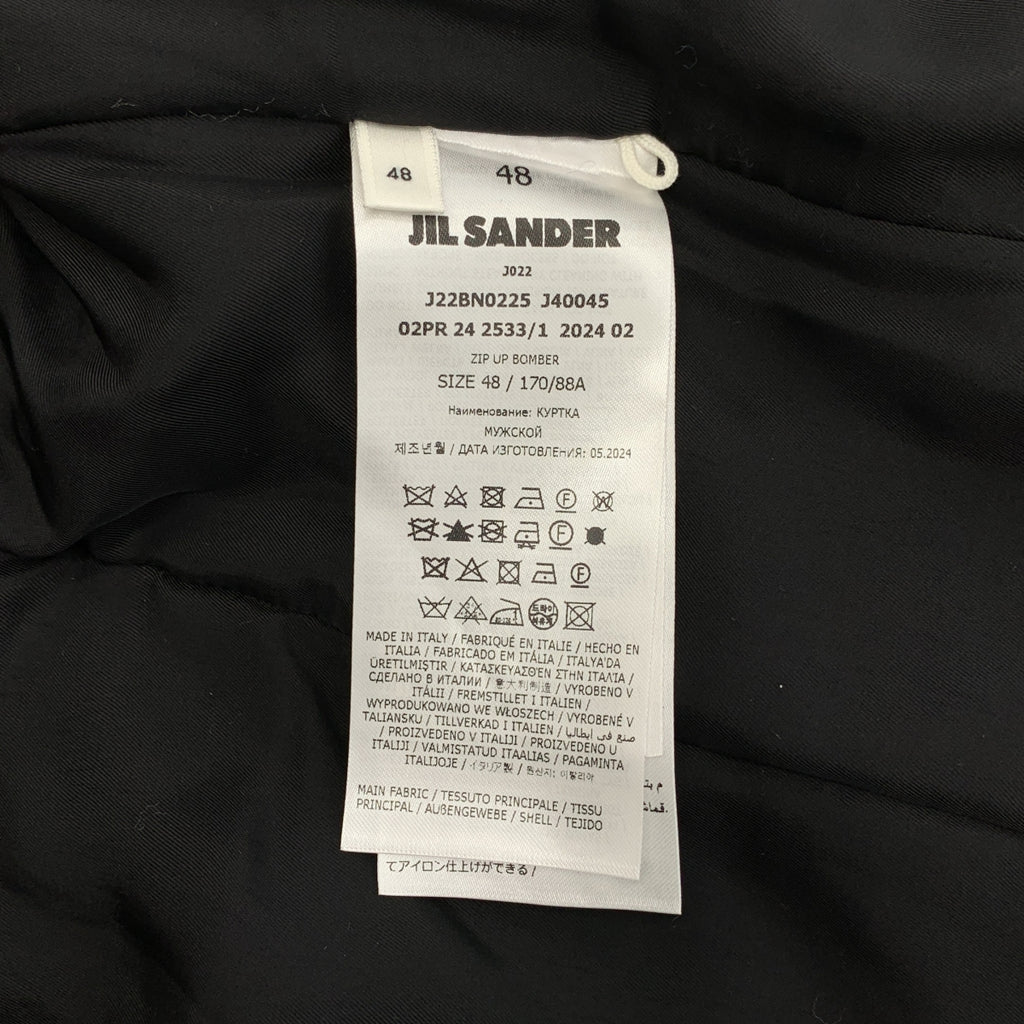 48
48
JIL SANDER
J022
J22BN0225 J40045
02PR 24 2533/1 2024 02
ZIP UP BOMBER
SIZE 48 / 170/88A
Наименование: КУРТКА
МУЖСКОЙ
제조년월 / ДАТА ИЗГОТОВЛЕНИЯ: 05.2024
F W
F
F
드라이
MADE IN ITALY / FABRIQUÉ EN ITALIE / HECHO EN
ITALIA / FABRICADO EM ITÁLIA / ITALYA'DA
ÜRETILMIŞTIR / ΚΑΤΑΣΚΕΥΑΣΘΕΝ ΣΤΗΝ ΙΤΑΛΙΑ /
СДЕЛАНО В ИТАЛИИ / 意大利制造 / VYROBENO V
ITÁLII / FREMSTILLET I ITALIEN /
WYPRODUKOWANO WE WŁOSZECH / VYROBENÉ V
TALIANSKU / TILLVERKAD I ITALIEN / صنع في ايطاليا
/ PROIZVEDENO V ITALIJI / PROIZVEDENO U
ITALIJI / VALMISTATUD ITAALIAS / PAGAMINTA
ITALIJOJE / イタリア製 / 원산지: 이탈리아
MAIN FABRIC / TESSUTO PRINCIPALE / TISSU
PRINCIPAL / AUßENGEWEBE / SHELL / TEJIDO
てアイロン仕上げができる /